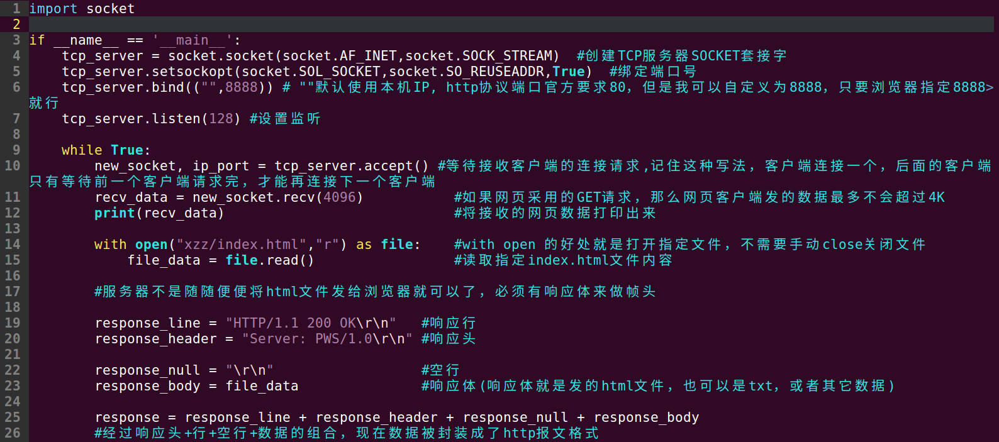 1 import socket
2
3 if __name__ == '__main__':
4     tcp_server = socket.socket(socket.AF_INET,socket.SOCK_STREAM)  #创建TCP服务器SOCKET套接字
5     tcp_server.setsockopt(socket.SOL_SOCKET,socket.SO_REUSEADDR,True)  #绑定端口号
6     tcp_server.bind(("",8888)) # ""默认使用本机IP, http协议端口官方要求80，但是我可以自定义为8888，只要浏览器指定8888>
就行
7     tcp_server.listen(128) #设置监听
8
9     while True:
10         new_socket, ip_port = tcp_server.accept() #等待接收客户端的连接请求,记住这种写法，客户端连接一个，后面的客户端
只有等待前一个客户端请求完，才能再连接下一个客户端
11         recv_data = new_socket.recv(4096)           #如果网页采用的GET请求，那么网页客户端发的数据最多不会超过4K
12         print(recv_data)                            #将接收的网页数据打印出来
13
14         with open("xzz/index.html","r") as file:    #with open 的好处就是打开指定文件，不需要手动close关闭文件
15             file_data = file.read()                 #读取指定index.html文件内容
16
17         #服务器不是随随便便将html文件发给浏览器就可以了，必须有响应体来做帧头
18
19         response_line = "HTTP/1.1 200 OK\r\n"   #响应行
20         response_header = "Server: PWS/1.0\r\n" #响应头
21
22         response_null = "\r\n"                  #空行
23         response_body = file_data               #响应体(响应体就是发的html文件，也可以是txt，或者其它数据)
24
25         response = response_line + response_header + response_null + response_body
26         #经过响应头+行+空行+数据的组合，现在数据被封装成了http报文格式